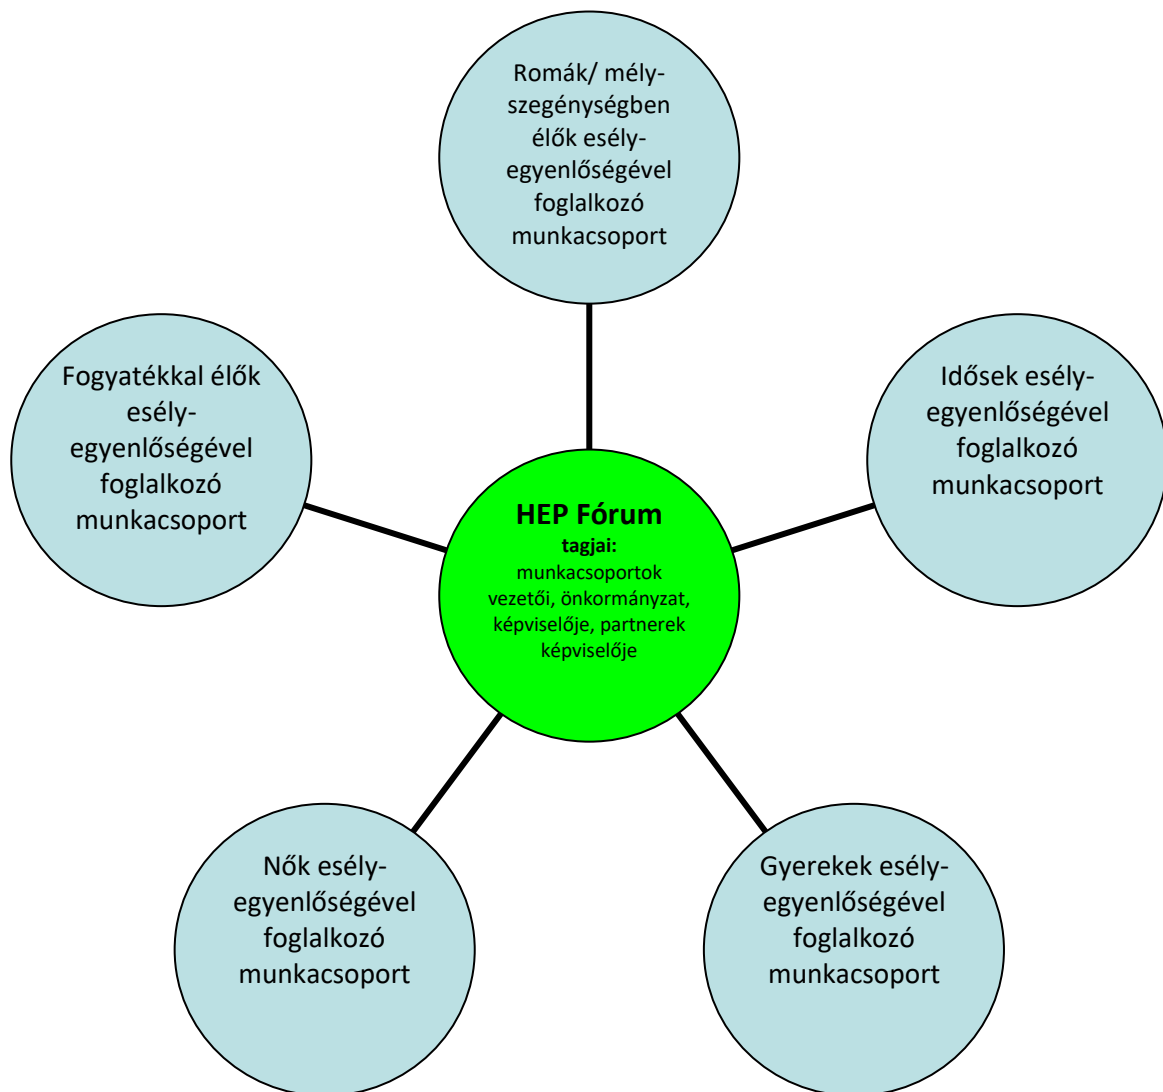 Romák/ mély-
szegénységben
élők esély-
egyenlőségével
foglalkozó
munkacsoport
Fogyatékkal élők
esély-
egyenlőségével
foglalkozó
munkacsoport
Idősek esély-
egyenlőségével
foglalkozó
munkacsoport
HEP Fórum
tagjai:
munkacsoportok
vezetői, önkormányzat,
képviselője, partnerek
képviselője
Nők esély-
egyenlőségével
foglalkozó
munkacsoport
Gyerekek esély-
egyenlőségével
foglalkozó
munkacsoport